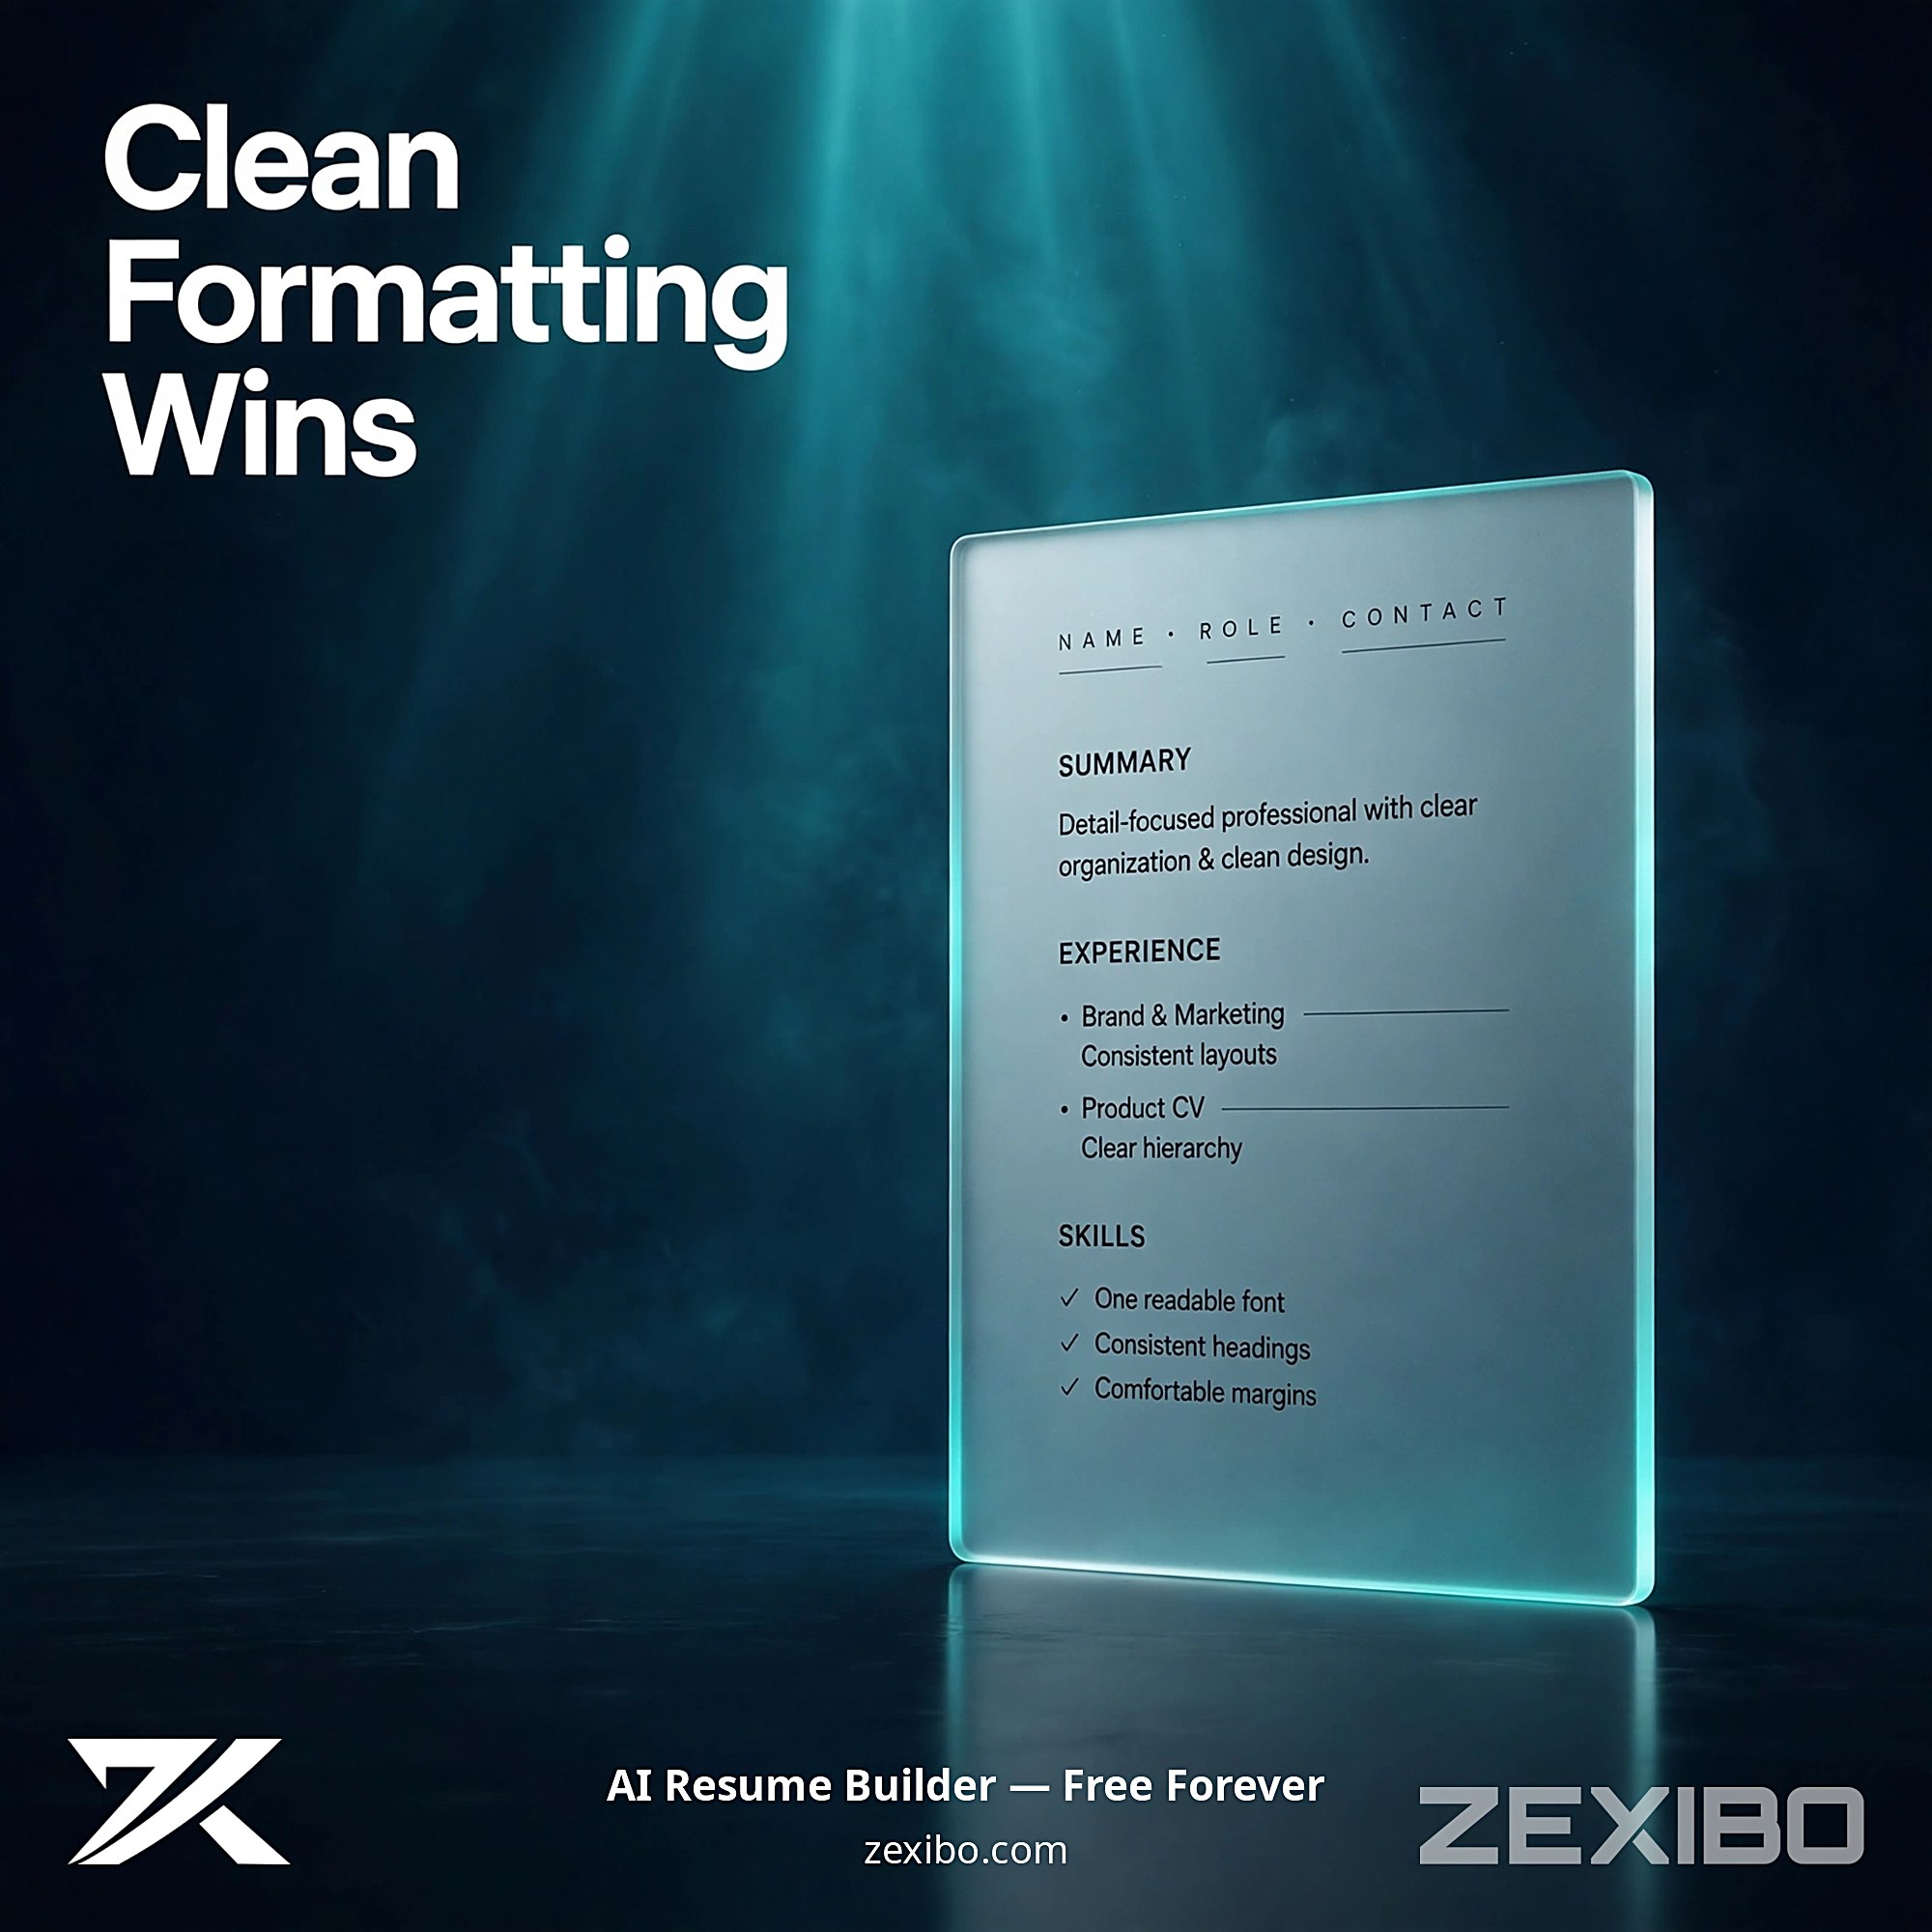 Clean
Formatting
Wins
NAME • ROLE • CONTACT
SUMMARY
Detail-focused professional with clear
organization & clean design.
EXPERIENCE
• Brand & Marketing
Consistent layouts
• Product CV
Clear hierarchy
SKILLS
✓ One readable font
✓ Consistent headings
✓ Comfortable margins
AI Resume Builder — Free Forever
zexibo.com
ZEXIBO